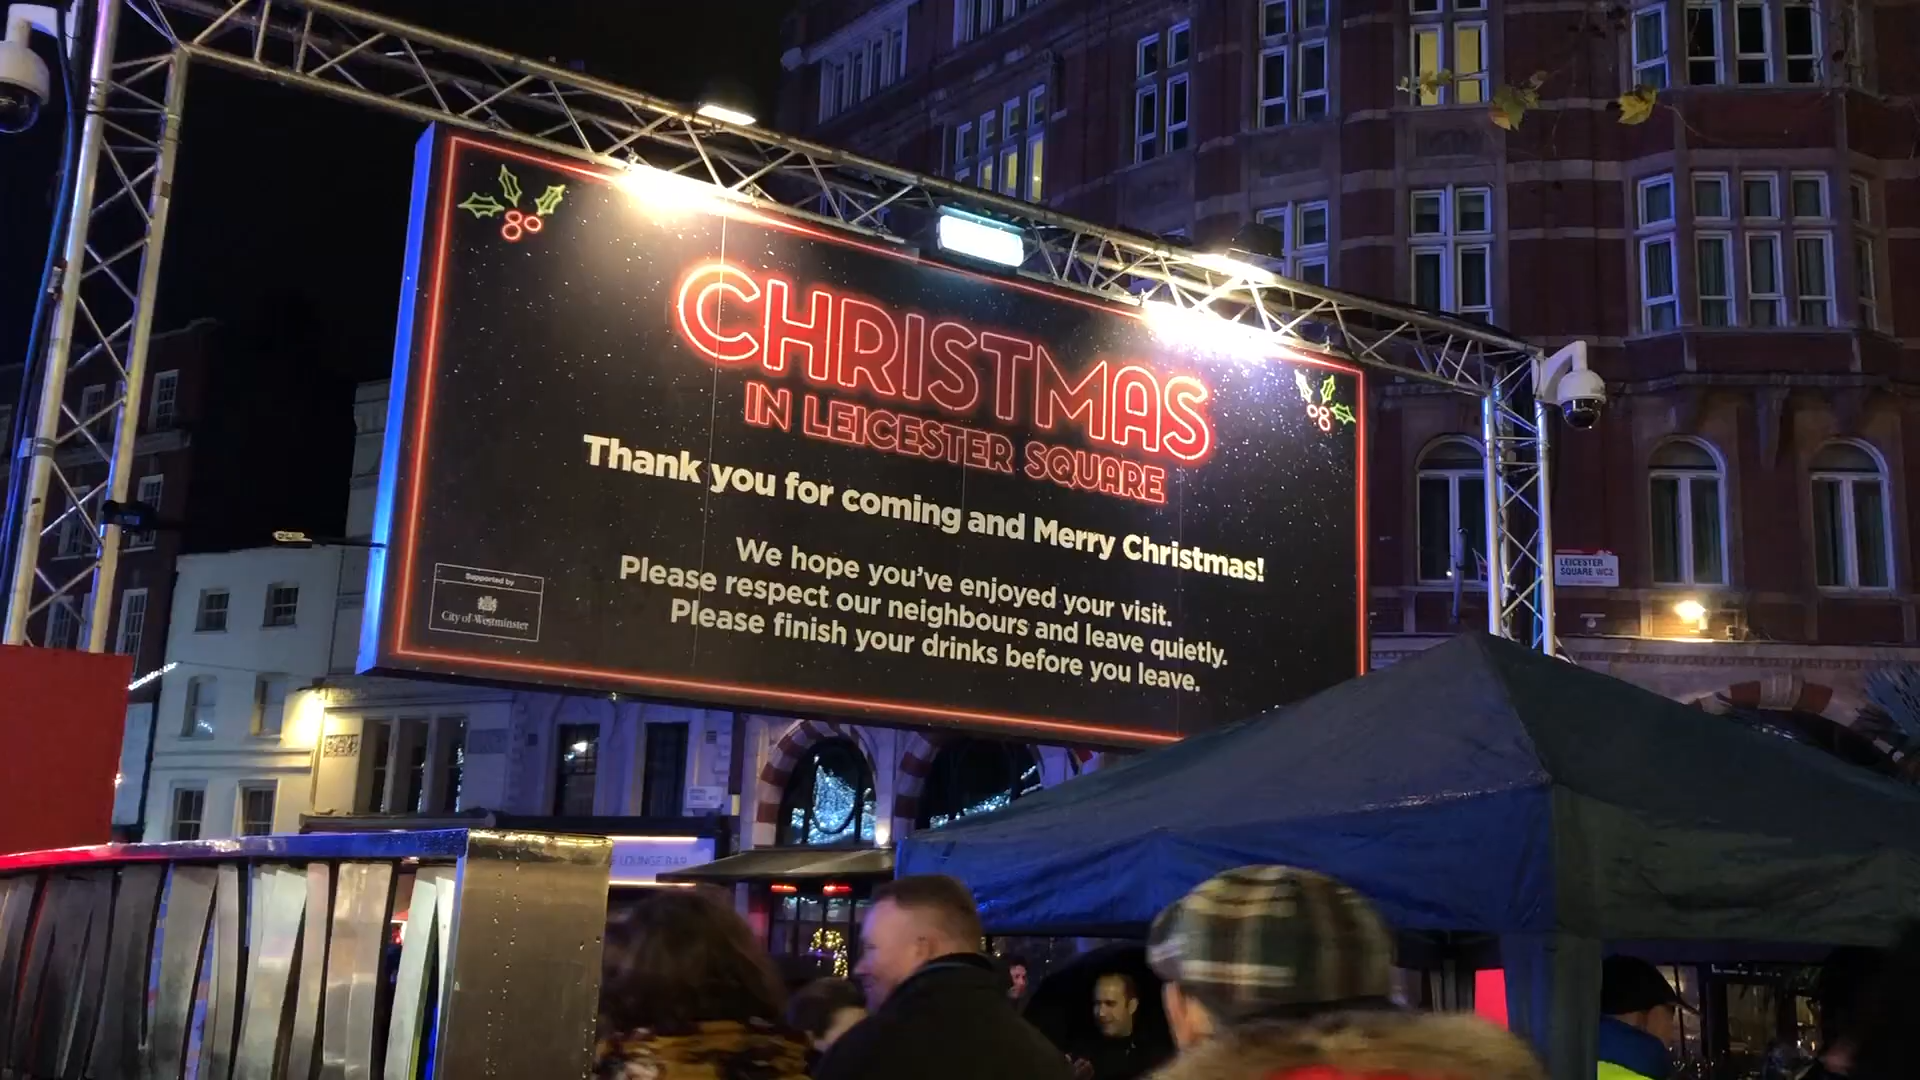 CHRISTMAS
IN LEICESTER SQUARE
Thank you for coming and Merry Christmas!
We hope you've enjoyed your visit.
Please respect our neighbours and leave quietly.
Please finish your drinks before you leave.
Supported by
City of Westminster
LEICESTER
SQUARE WC2
LOUNGE BAR